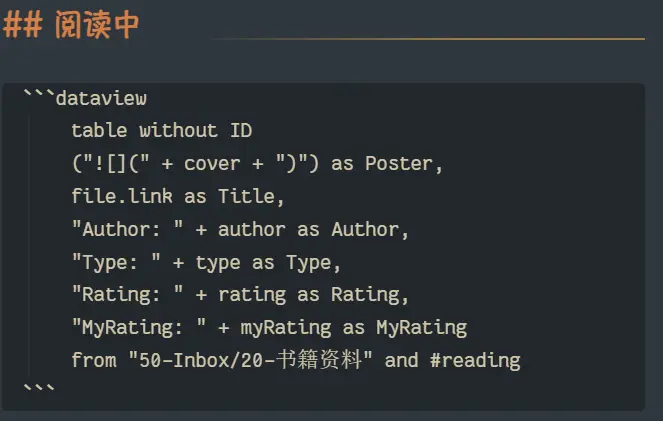 ## 阅读中
```dataview
table without ID
("![](" + cover + ")") as Poster,
file.link as Title,
"Author: " + author as Author,
"Type: " + type as Type,
"Rating: " + rating as Rating,
"MyRating: " + myRating as MyRating
from "50-Inbox/20-书籍资料" and #reading
```